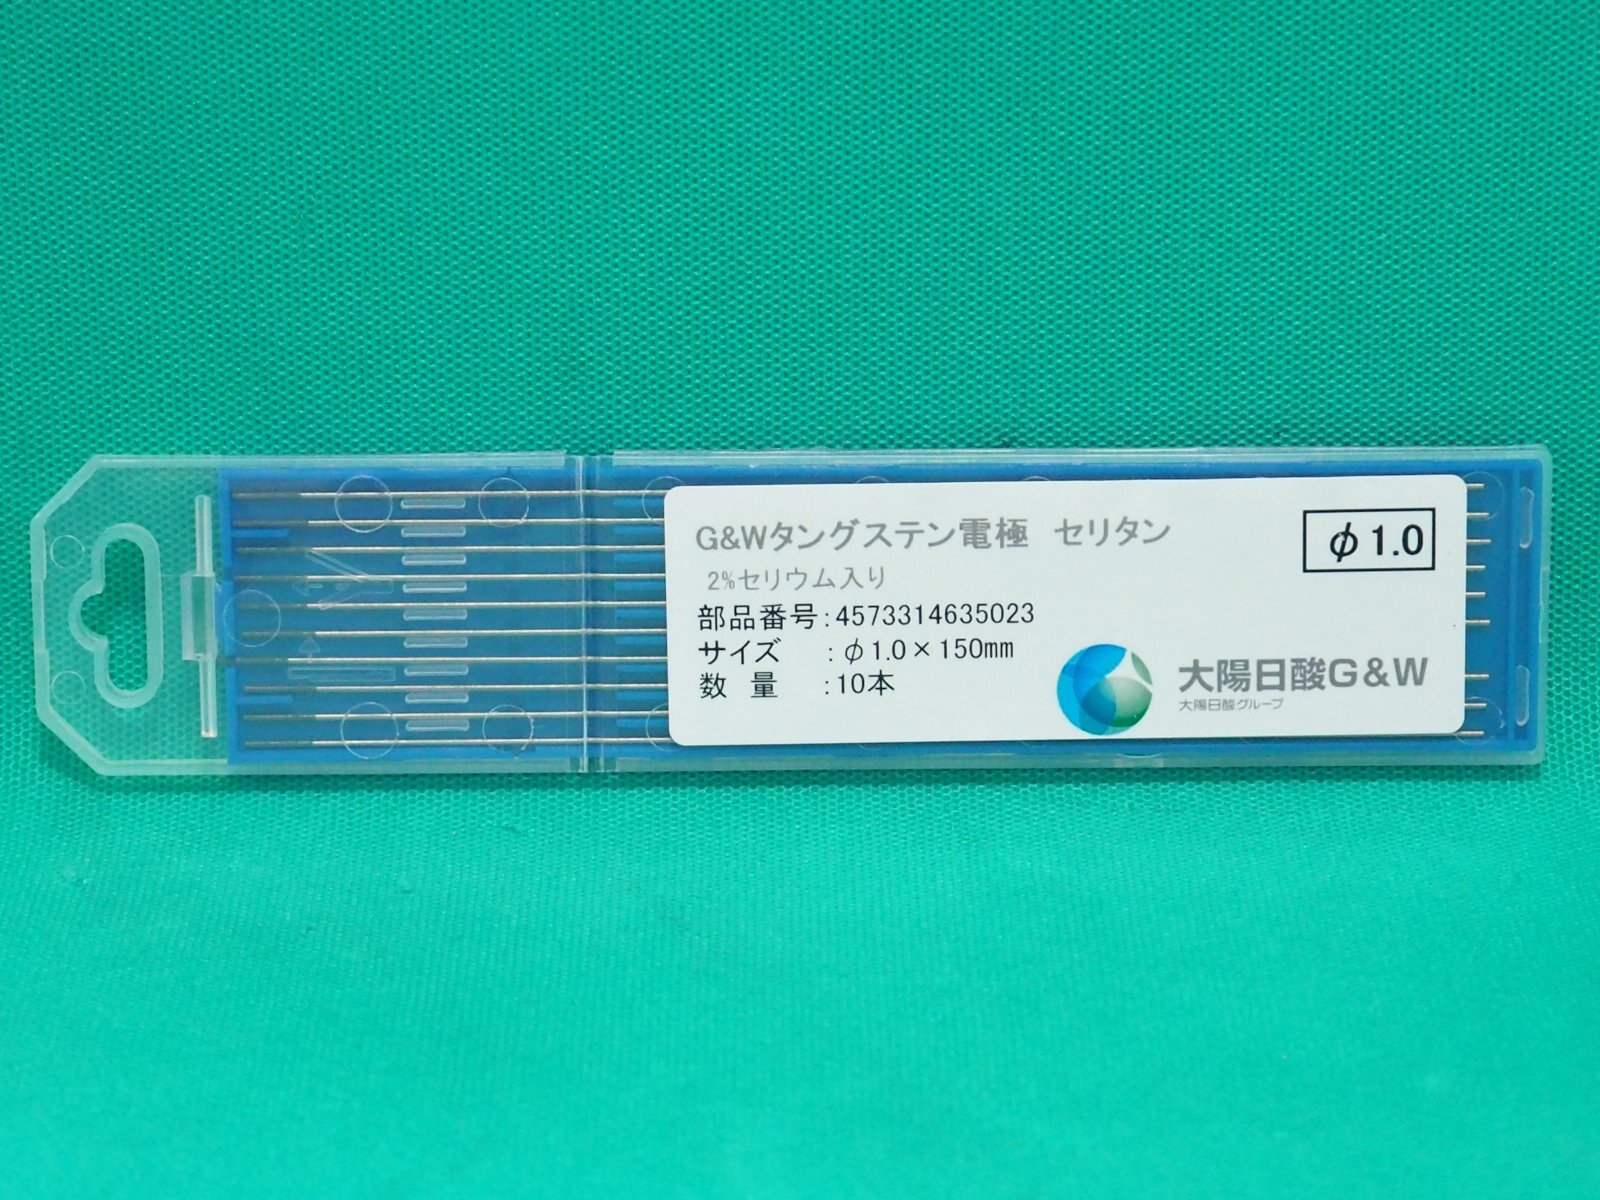 G&Wタングステン電極 セリタン
φ1.0
2%セリウム入り
部品番号:4573314635023
サイズ :φ1.0×150mm
数 量 :10本
大陽日酸G&W
大陽日酸グループ